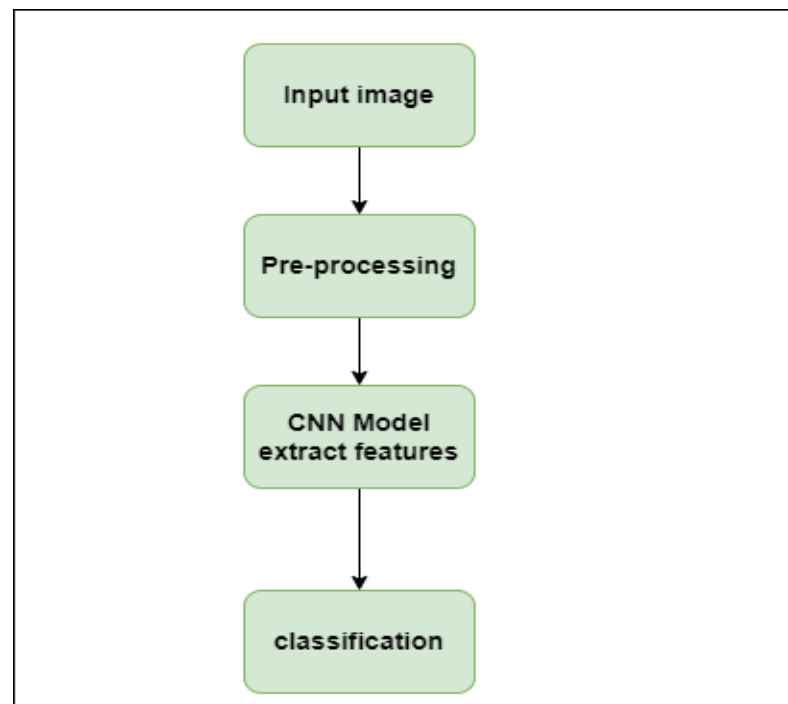 Input image
Pre-processing
CNN Model
extract features
classification